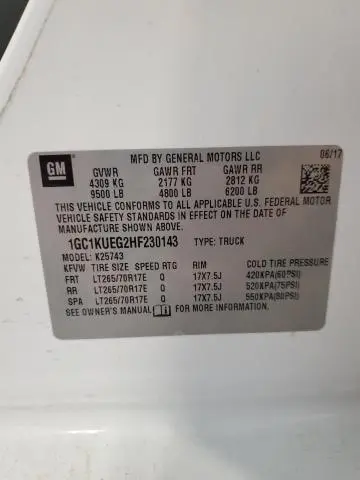 GM
MFD BY GENERAL MOTORS LLC 06/17
GVWR GAWR FRT GAWR RR
4309 KG 2177 KG 2812 KG
9500 LB 4800 LB 6200 LB
THIS VEHICLE CONFORMS TO ALL APPLICABLE U.S. FEDERAL MOTOR
VEHICLE SAFETY STANDARDS IN EFFECT ON THE DATE OF
MANUFACTURE SHOWN ABOVE.
1GC1KUEG2HF230143 TYPE: TRUCK
MODEL: K25743
KFVW TIRE SIZE SPEED RTG RIM COLD TIRE PRESSURE
FRT LT265/70R17E Q 17X7.5J 420KPA(60PSI)
RR LT265/70R17E Q 17X7.5J 520KPA(75PSI)
SPA LT265/70R17E Q 17X7.5J 550KPA(80PSI)
SEE OWNER'S MANUAL FOR MORE INFORMATION.